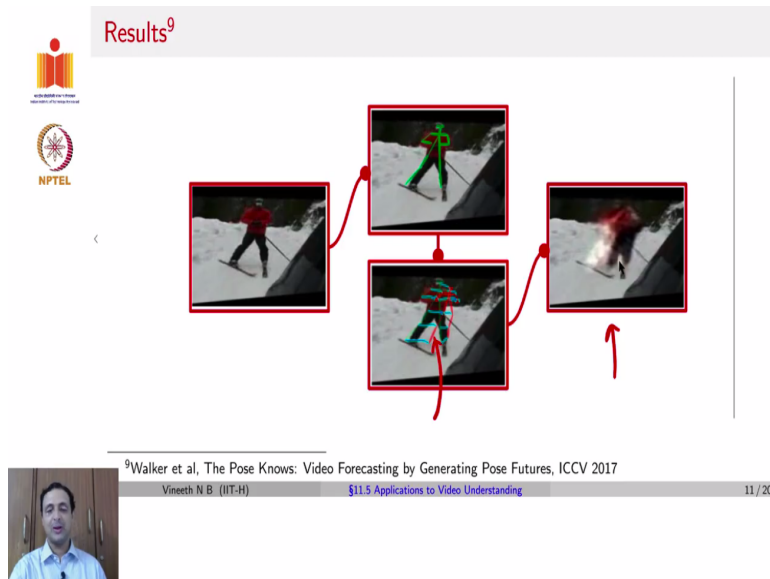 Results9
NPTEL
9Walker et al, The Pose Knows: Video Forecasting by Generating Pose Futures, ICCV 2017
Vineeth N B (IIT-H)
§11.5 Applications to Video Understanding
11 / 20